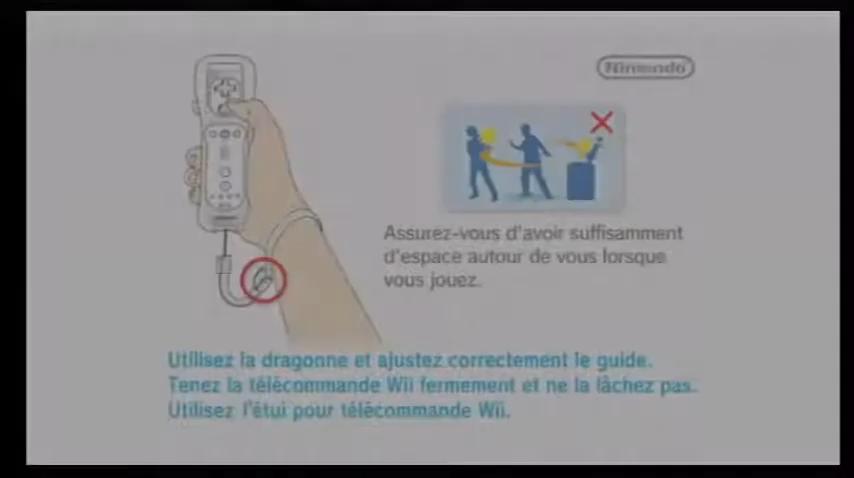 Nintendo
Assurez-vous d'avoir suffisamment
d'espace autour de vous lorsque
vous jouez.
Utilisez la dragonne et ajustez correctement le guide.
Tenez la télécommande Wii fermement et ne la lâchez pas.
Utilisez l'étui pour télécommande Wii.